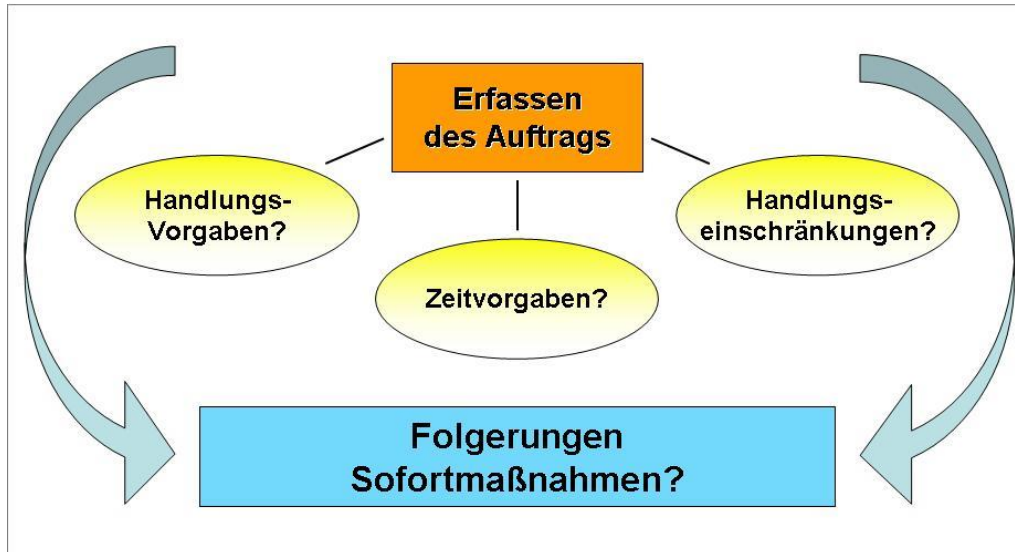 Erfassen
des Auftrags
Handlungs-
Vorgaben?
Handlungs-
einschränkungen?
Zeitvorgaben?
Folgerungen
Sofortmaßnahmen?